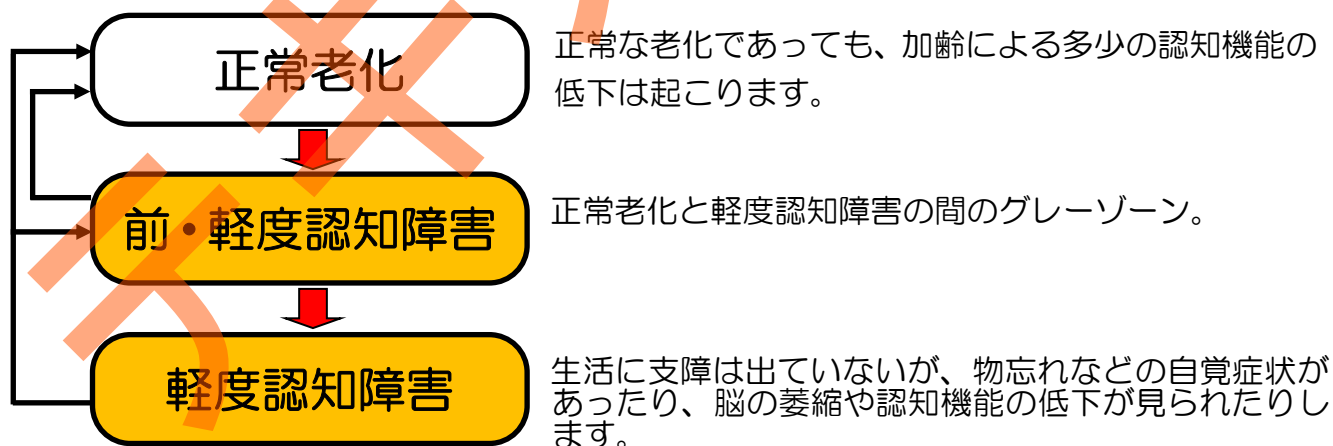 正常老化
正常な老化であっても、加齢による多少の認知機能の
低下は起こります。
前・軽度認知障害
正常老化と軽度認知障害の間のグレーゾーン。
軽度認知障害
生活に支障は出ていないが、物忘れなどの自覚症状が
あったり、脳の萎縮や認知機能の低下が見られたりし
ます。